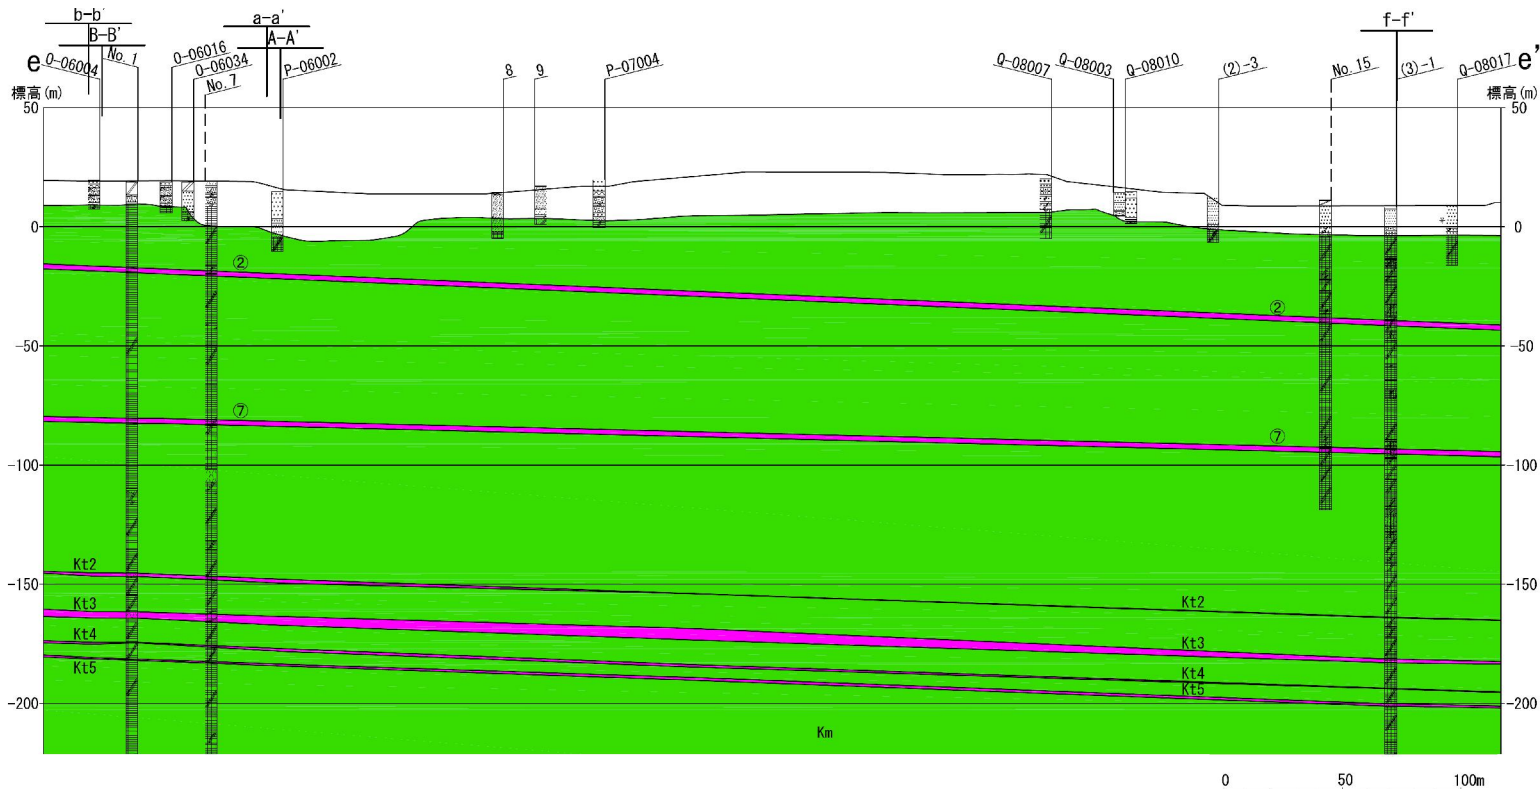 b-b' a-a' f-f'
B-B' A-A'
e O-06004 No.1 O-06016 O-06034 No.7 P-06002 8 9 P-07004 Q-08007 Q-08003 Q-08010 (2)-3 No.15 (3)-1 Q-08017 e'
標高(m) 標高(m)
50 50
0 0
② ②
-50 -50
⑦ ⑦
-100 -100
Kt2
-150 -150
Kt3 Kt2
Kt4 Kt3
Kt5 Kt4
Kt5
-200 -200
Km
0 50 100m